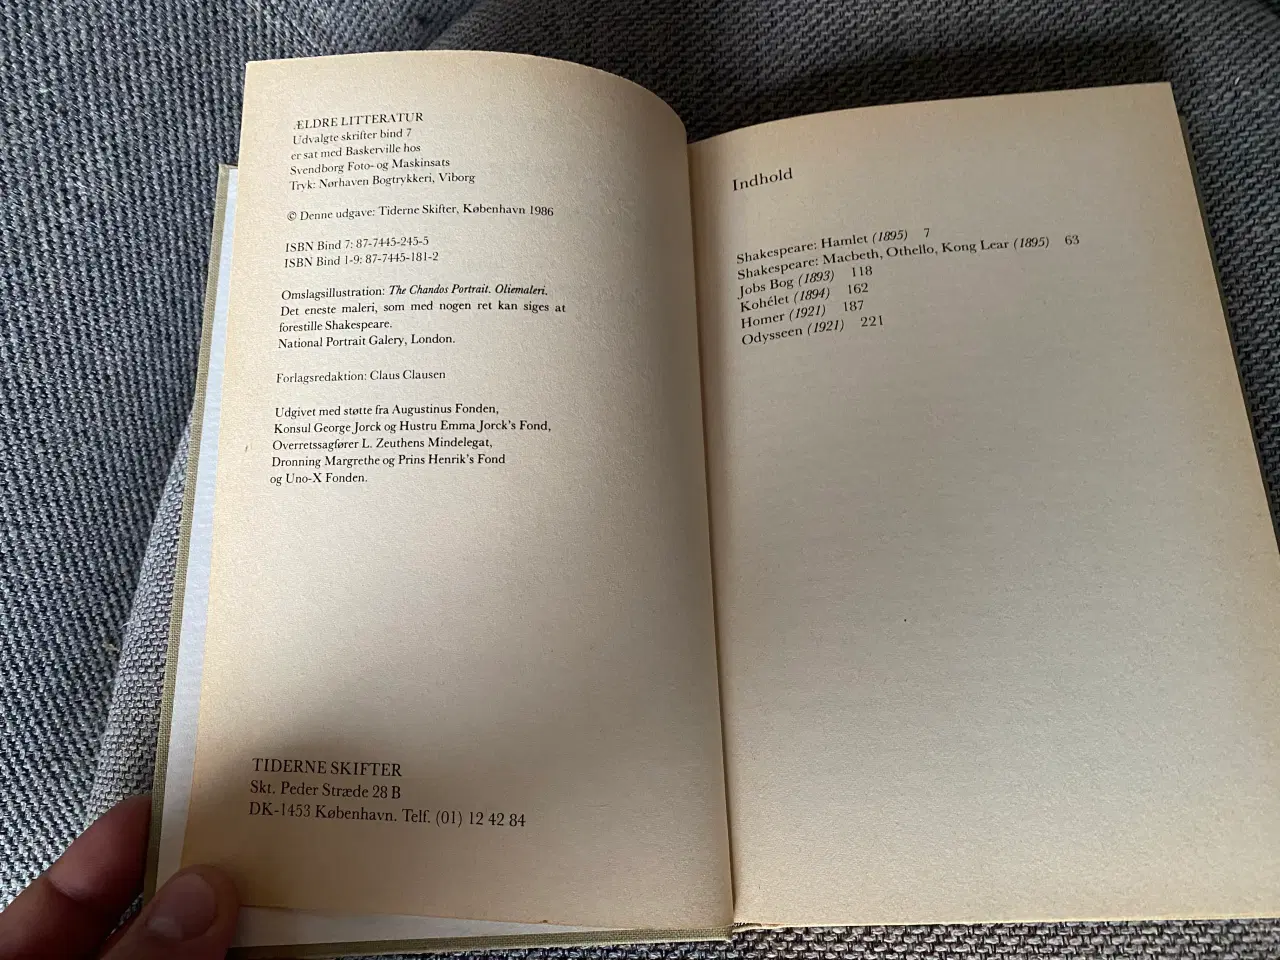 ÆLDRE LITTERATUR
Udvalgte skrifter bind 7
er sat med Baskerville hos
Svendborg Foto- og Maskinsats
Tryk: Nørhaven Bogtrykkeri, Viborg
© Denne udgave: Tiderne Skifter, København 1986
ISBN Bind 7: 87-7445-245-5
ISBN Bind 1-9: 87-7445-181-2
Omslagsillustration: The Chandos Portrait. Oliemaleri.
Det eneste maleri, som med nogen ret kan siges at
forestille Shakespeare.
National Portrait Galery, London.
Forlagsredaktion: Claus Clausen
Udgivet med støtte fra Augustinus Fonden,
Konsul George Jorck og Hustru Emma Jorck's Fond,
Overretssagfører L. Zeuthens Mindelegat,
Dronning Margrethe og Prins Henrik's Fond
og Uno-X Fonden.
TIDERNE SKIFTER
Skt. Peder Stræde 28 B
DK-1453 København. Telf. (01) 12 42 84
Indhold
Shakespeare: Hamlet (1895) 7
Shakespeare: Macbeth, Othello, Kong Lear (1895) 63
Jobs Bog (1893) 118
Kohélet (1894) 162
Homer (1921) 187
Odysseen (1921) 221